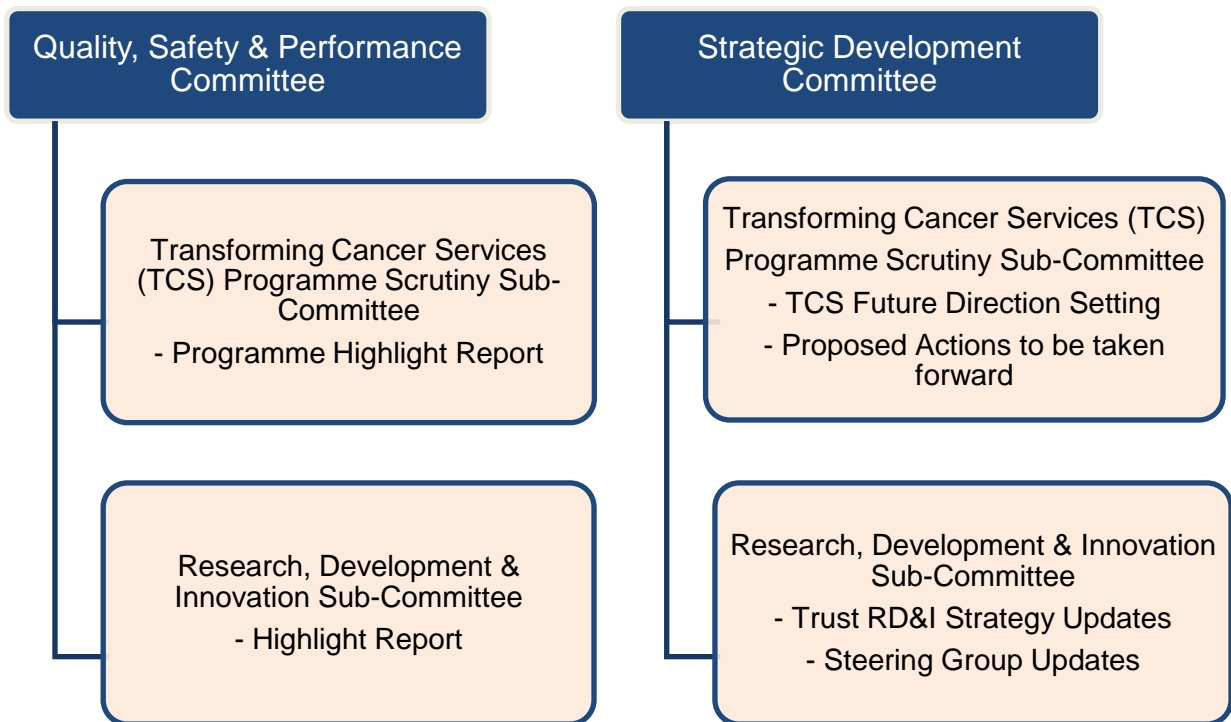 Quality, Safety & Performance
Committee
Transforming Cancer Services
(TCS) Programme Scrutiny Sub-
Committee
- Programme Highlight Report
Research, Development &
Innovation Sub-Committee
- Highlight Report
Strategic Development
Committee
Transforming Cancer Services (TCS)
Programme Scrutiny Sub-Committee
- TCS Future Direction Setting
- Proposed Actions to be taken
forward
Research, Development & Innovation
Sub-Committee
- Trust RD&I Strategy Updates
- Steering Group Updates